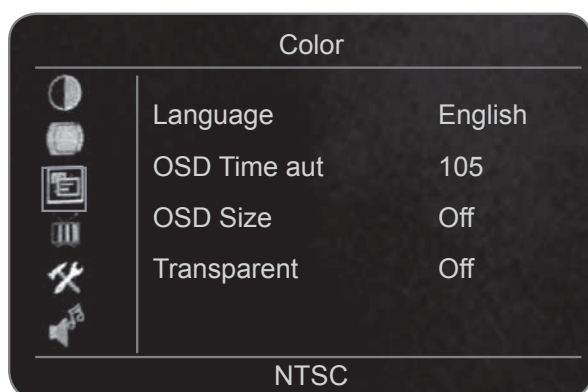 Color
Language English
OSD Time aut 105
OSD Size Off
Transparent Off
NTSC